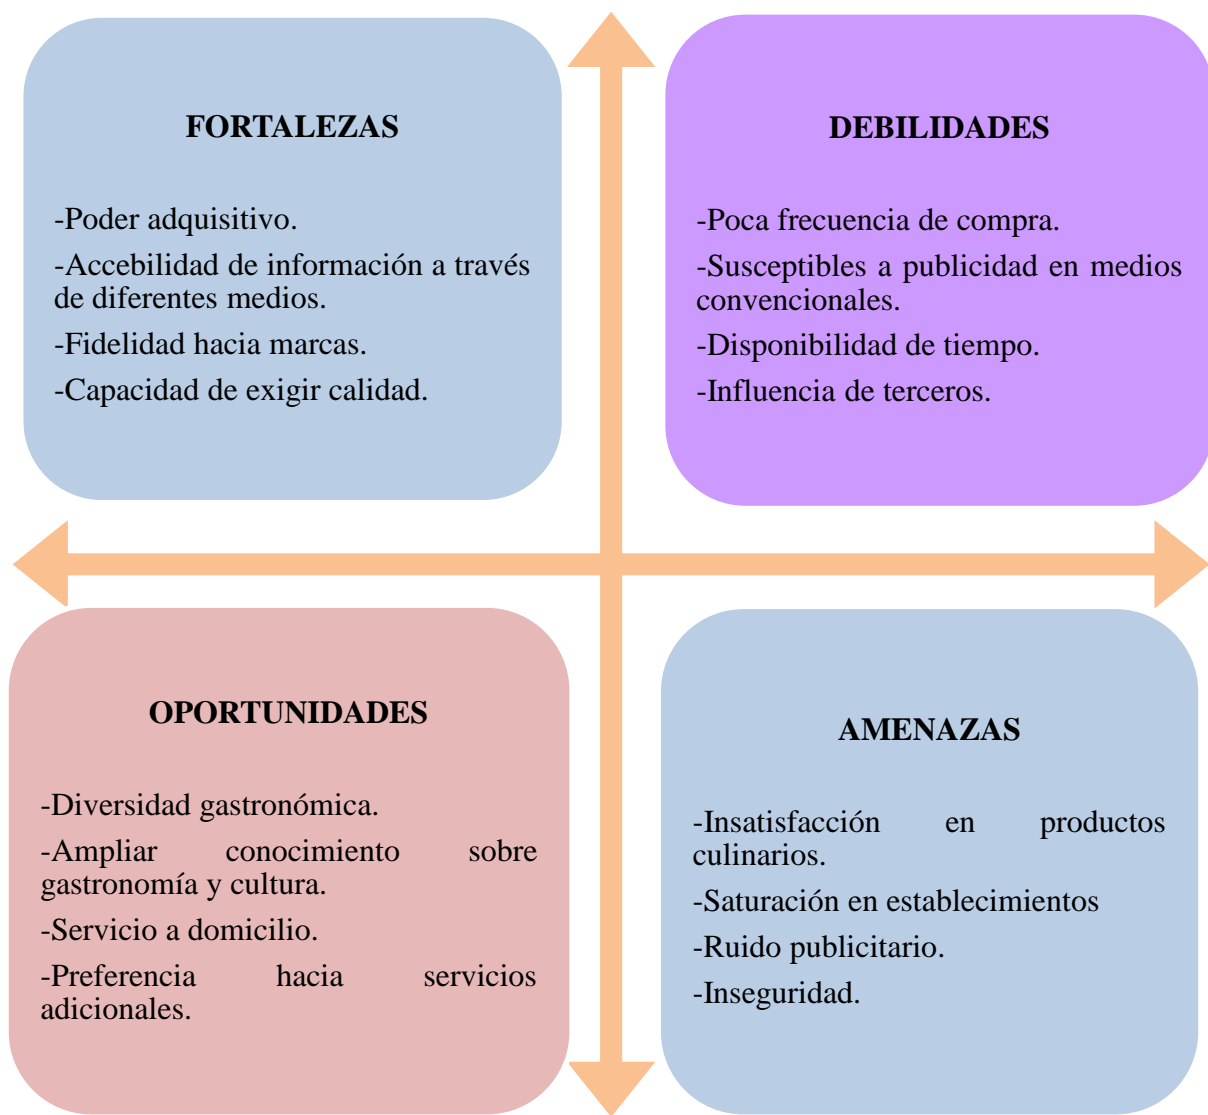 FORTALEZAS
-Poder adquisitivo.
-Accebilidad de información a través
de diferentes medios.
-Fidelidad hacia marcas.
-Capacidad de exigir calidad.
DEBILIDADES
-Poca frecuencia de compra.
-Susceptibles a publicidad en medios
convencionales.
-Disponibilidad de tiempo.
-Influencia de terceros.
OPORTUNIDADES
-Diversidad gastronómica.
-Ampliar conocimiento sobre
gastronomía y cultura.
-Servicio a domicilio.
-Preferencia hacia servicios
adicionales.
AMENAZAS
-Insatisfacción en productos
culinarios.
-Saturación en establecimientos
-Ruido publicitario.
-Inseguridad.